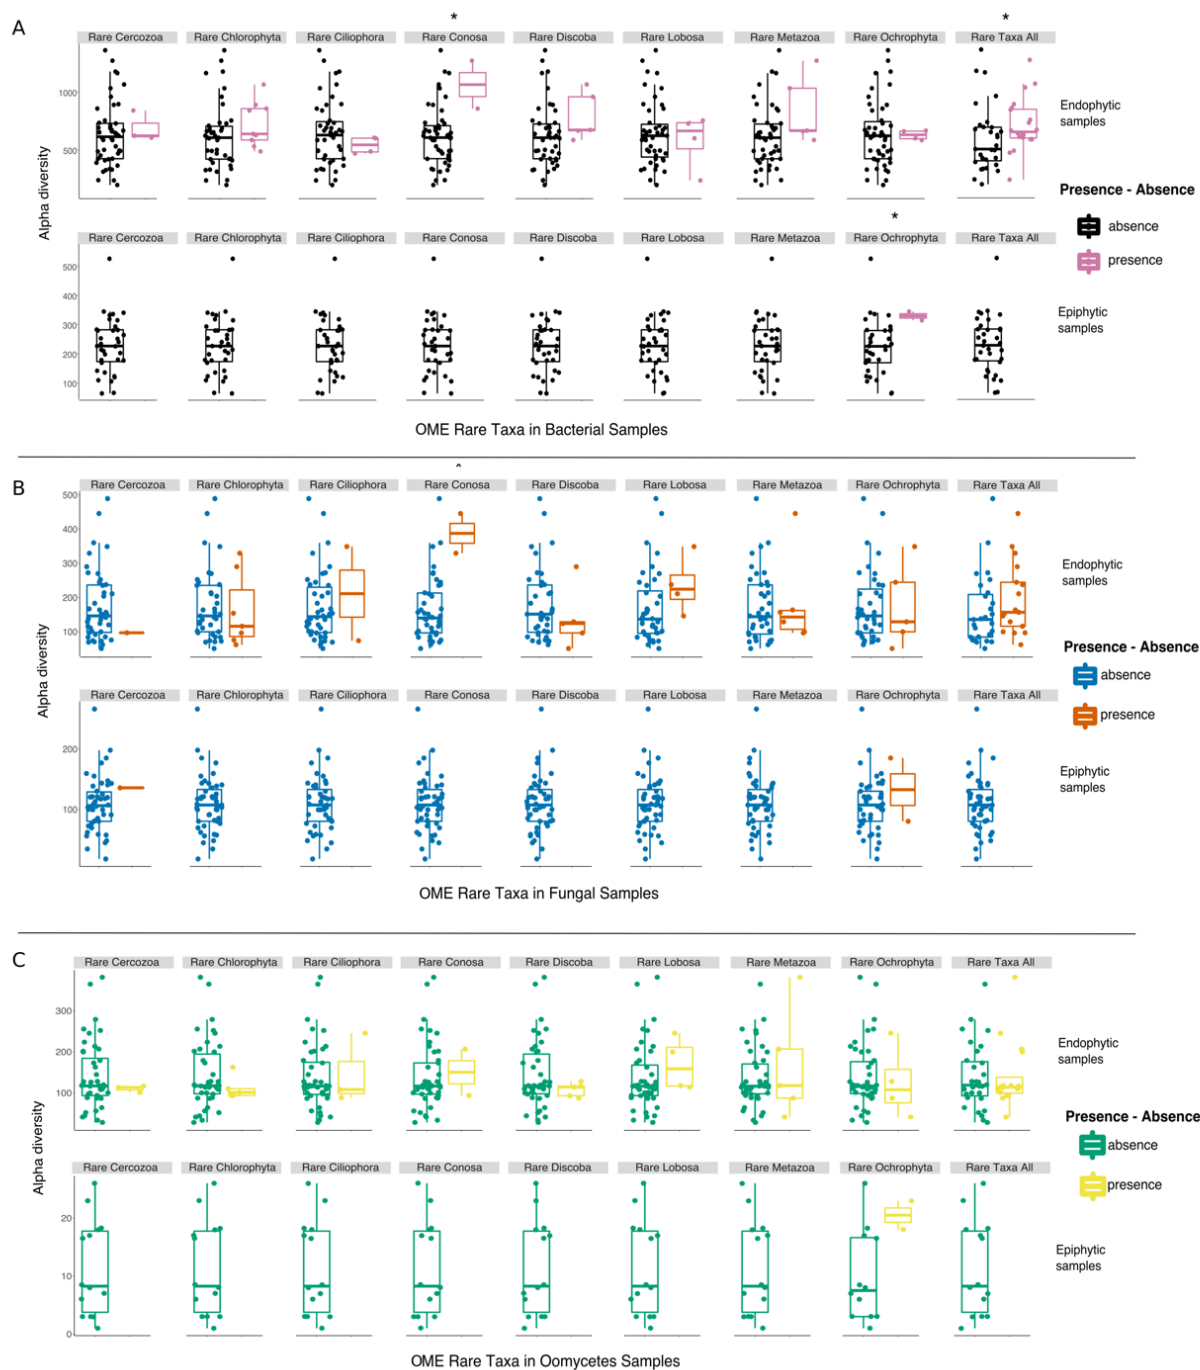 A
*
*
Rare Cercozoa Rare Chlorophyta Rare Ciliophora Rare Conosa Rare Discoba Rare Lobosa Rare Metazoa Rare Ochrophyta Rare Taxa All
1000
500
Endophytic
samples
Alpha diversity
Presence - Absence
absence
presence
*
Rare Cercozoa Rare Chlorophyta Rare Ciliophora Rare Conosa Rare Discoba Rare Lobosa Rare Metazoa Rare Ochrophyta Rare Taxa All
500
400
300
200
100
Epiphytic
samples
OME Rare Taxa in Bacterial Samples
B
Rare Cercozoa Rare Chlorophyta Rare Ciliophora Rare Conosa Rare Discoba Rare Lobosa Rare Metazoa Rare Ochrophyta Rare Taxa All
500
400
300
200
100
Endophytic
samples
Alpha diversity
Presence - Absence
absence
presence
Rare Cercozoa Rare Chlorophyta Rare Ciliophora Rare Conosa Rare Discoba Rare Lobosa Rare Metazoa Rare Ochrophyta Rare Taxa All
200
100
Epiphytic
samples
OME Rare Taxa in Fungal Samples
C
Rare Cercozoa Rare Chlorophyta Rare Ciliophora Rare Conosa Rare Discoba Rare Lobosa Rare Metazoa Rare Ochrophyta Rare Taxa All
300
200
100
Endophytic
samples
Alpha diversity
Presence - Absence
absence
presence
Rare Cercozoa Rare Chlorophyta Rare Ciliophora Rare Conosa Rare Discoba Rare Lobosa Rare Metazoa Rare Ochrophyta Rare Taxa All
20
10
0
Epiphytic
samples
OME Rare Taxa in Oomycetes Samples